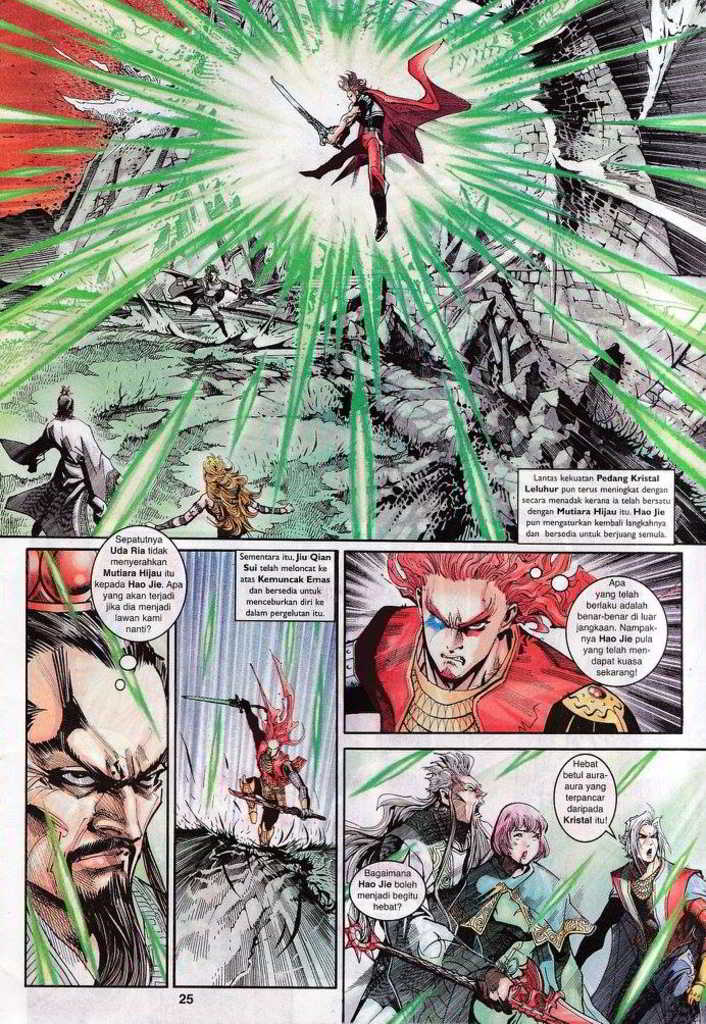 Lantas kekuatan Pedang Kristal
Leluhur pun terus meningkat dengan
secara menadak kerana ia telah bersatu
dengan Mutiara Hijau itu. Hao Jie
pun mengaturkan kembali langkahnya
dan bersedia untuk berjuang semula.
Sepatutnya
Uda Ria tidak
menyerahkan
Mutiara Hijau itu
kepada Hao Jie. Apa
yang akan terjadi
jika dia menjadi
lawan kami
nanti?
Sementara itu, Jiu Qian
Sui telah meloncat ke
atas Kemuncak Emas
dan bersedia untuk
menceburkan diri ke
dalam pergelutan itu.
Apa
yang telah
berlaku adalah
benar-benar di luar
jangkaan. Nampak-
nya Hao Jie pula
yang telah men-
dapat kuasa
sekarang!
Hebat
betul aura-
aura yang
terpancar
daripada
Kristal itu!
Bagaimana
Hao Jie boleh
menjadi begitu
hebat?
25